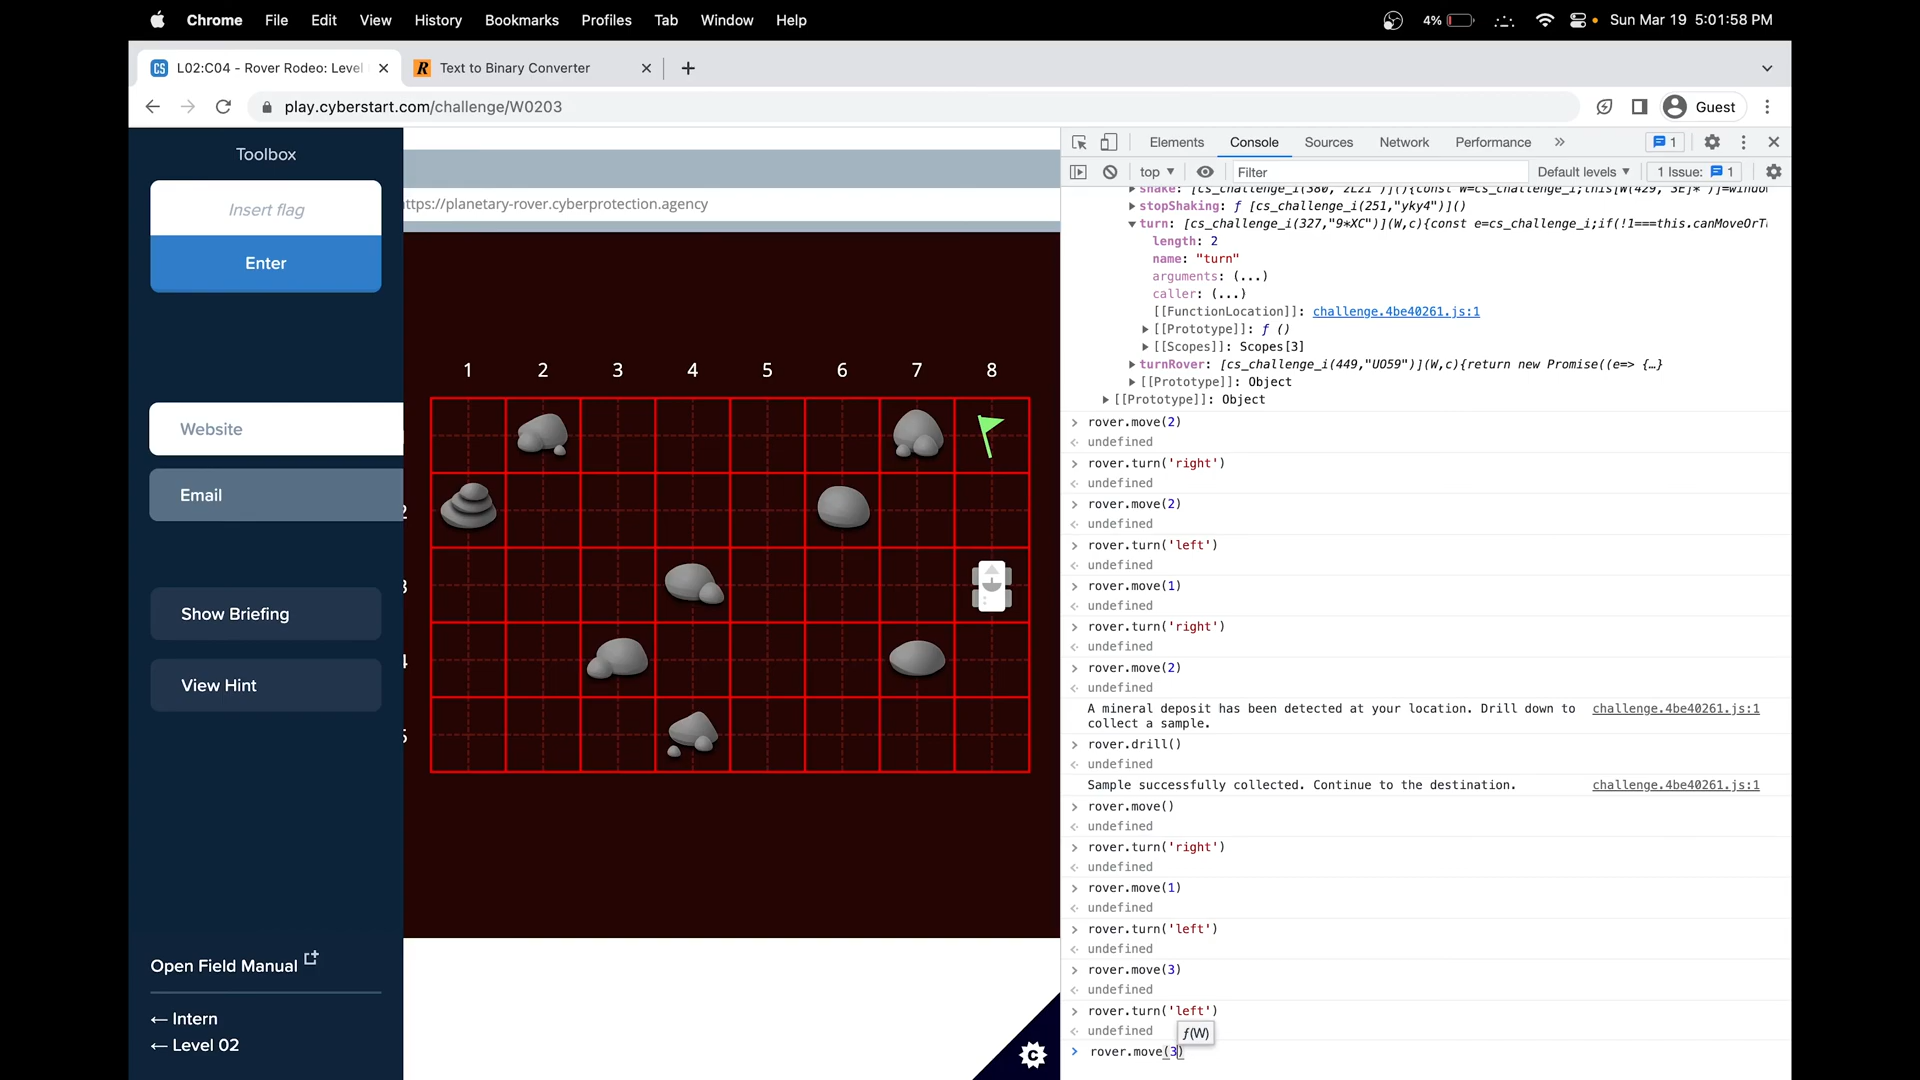 Chrome File Edit View History Bookmarks Profiles Tab Window Help 4% Sun Mar 19 5:01:58 PM
CS L02:C04 - Rover Rodeo: Level R Text to Binary Converter
play.cyberstart.com/challenge/W0203 Guest
Toolbox
Insert flag
Enter
Website
Email
Show Briefing
View Hint
Open Field Manual
← Intern
← Level 02
ttps://planetary-rover.cyberprotection.agency
1 2 3 4 5 6 7 8
2
3
4
5
C
Elements Console Sources Network Performance » 1
top Filter Default levels 1 Issue: 1
stopShaking: ƒ [cs_challenge_i(251,"yky4")]()
turn: [cs_challenge_i(327,"9*XC")](W,c){const e=cs_challenge_i;if(!1===this.canMoveOrT
length: 2
name: "turn"
arguments: (...)
caller: (...)
[[FunctionLocation]]: challenge.4be40261.js:1
[[Prototype]]: ƒ ()
[[Scopes]]: Scopes[3]
turnRover: [cs_challenge_i(449,"UO59")](W,c){return new Promise((e=> {…}
[[Prototype]]: Object
[[Prototype]]: Object
rover.move(2)
undefined
rover.turn('right')
undefined
rover.move(2)
undefined
rover.turn('left')
undefined
rover.move(1)
undefined
rover.turn('right')
undefined
rover.move(2)
undefined
A mineral deposit has been detected at your location. Drill down to challenge.4be40261.js:1
collect a sample.
rover.drill()
undefined
Sample successfully collected. Continue to the destination. challenge.4be40261.js:1
rover.move()
undefined
rover.turn('right')
undefined
rover.move(1)
undefined
rover.turn('left')
undefined
rover.move(3)
undefined
rover.turn('left')
undefined ƒ(W)
rover.move(3)